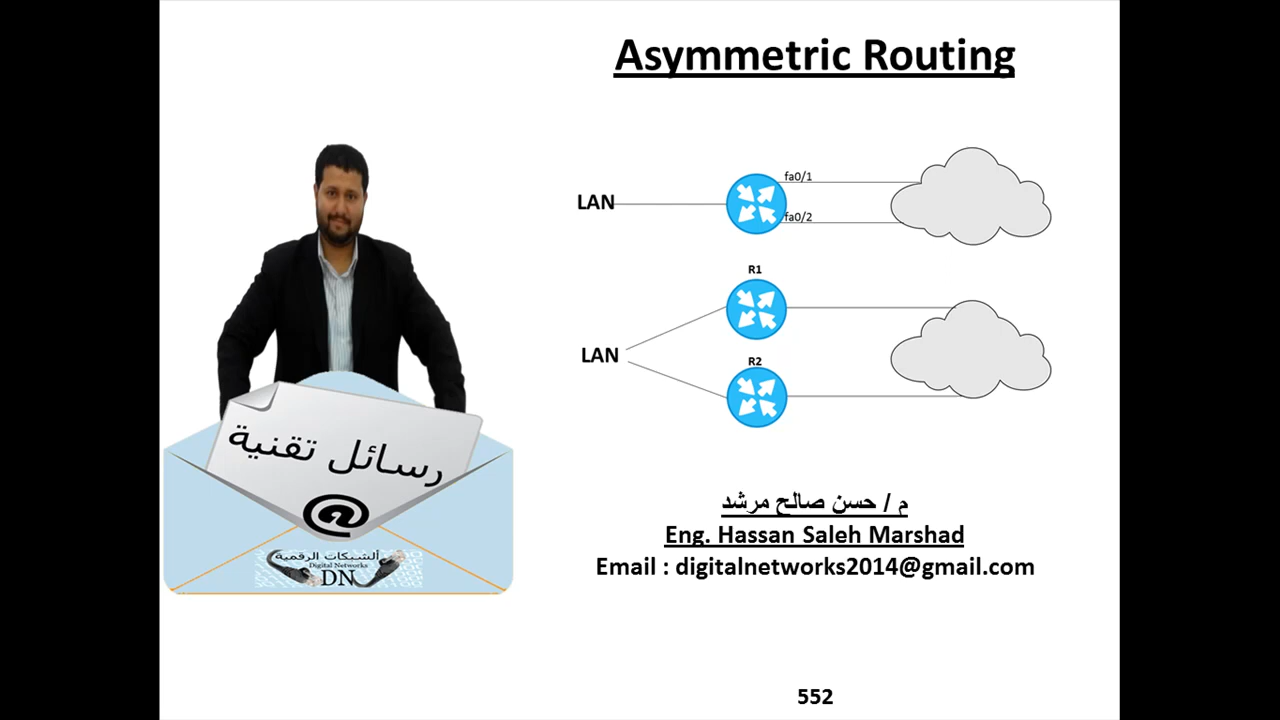 Asymmetric Routing
LAN
fa0/1
fa0/2
R1
LAN
R2
رسائل تقنية
@
الشبكات الرقمية
Digital Networks
DN
م / حسن صالح مرشد
Eng. Hassan Saleh Marshad
Email : digitalnetworks2014@gmail.com
552